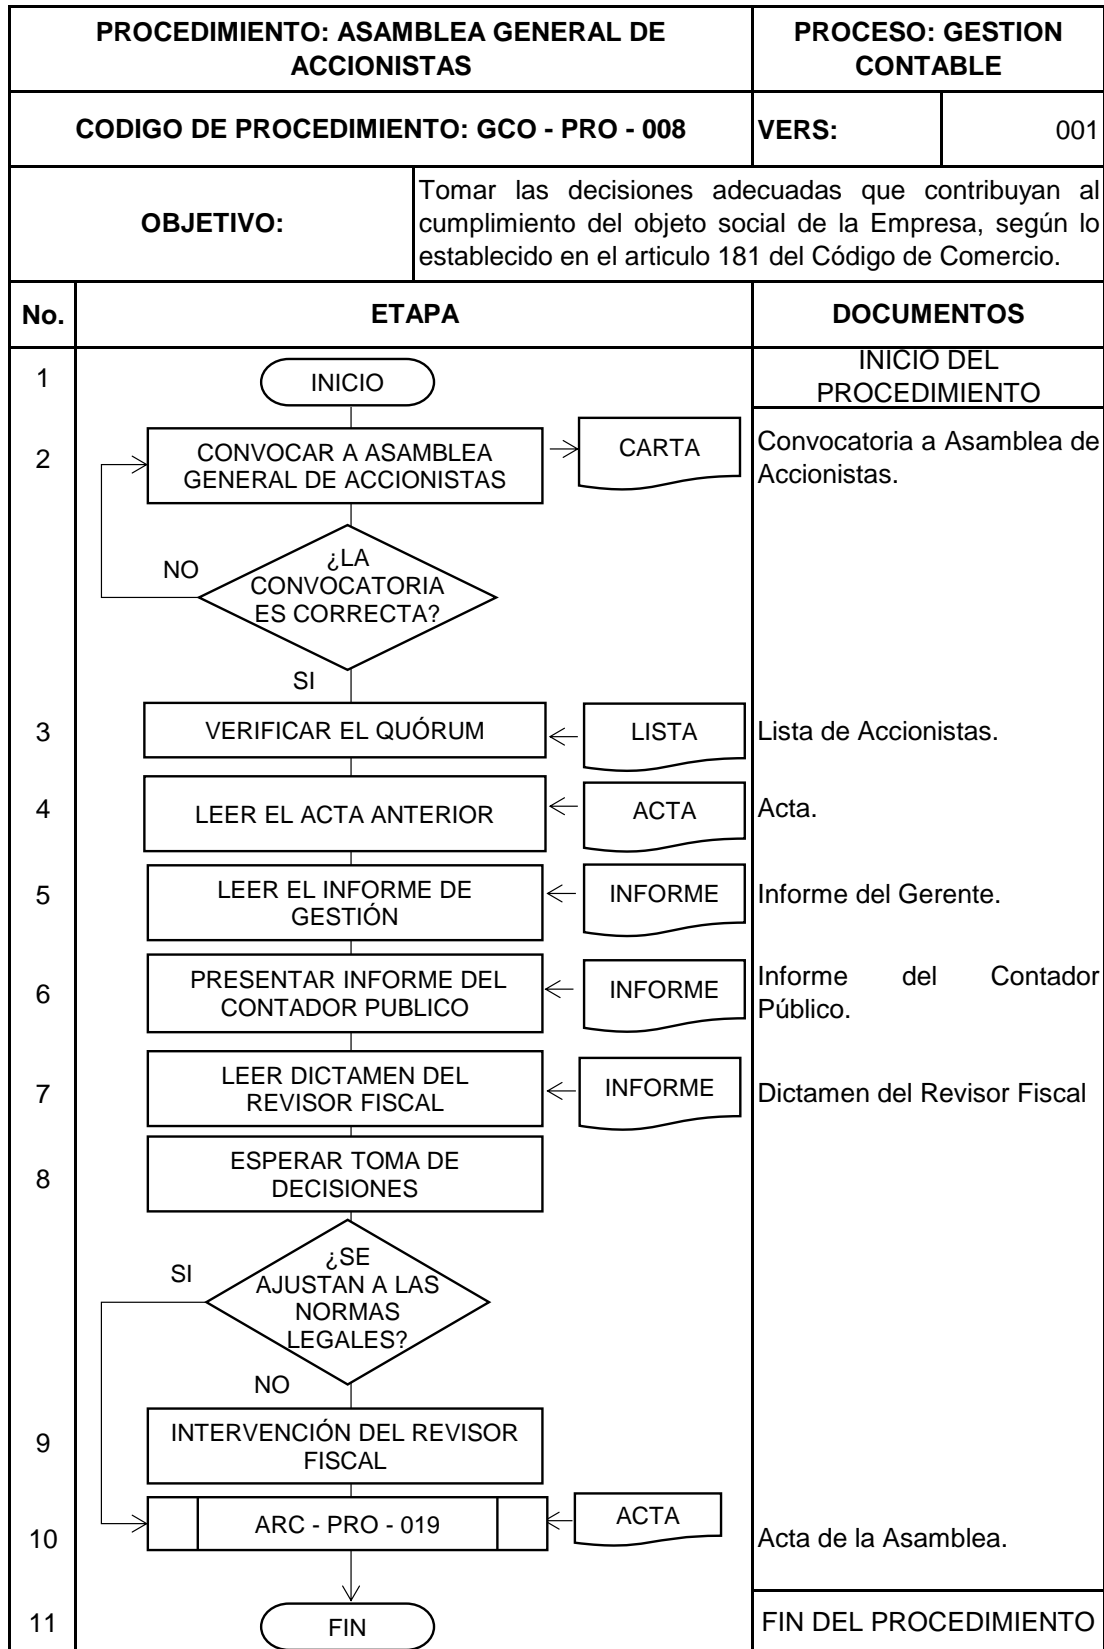 PROCEDIMIENTO: ASAMBLEA GENERAL DE
ACCIONISTAS
PROCESO: GESTION
CONTABLE
CODIGO DE PROCEDIMIENTO: GCO - PRO - 008
VERS:
001
OBJETIVO:
Tomar las decisiones adecuadas que contribuyan al
cumplimiento del objeto social de la Empresa, según lo
establecido en el articulo 181 del Código de Comercio.
No.
ETAPA
DOCUMENTOS
1
INICIO
INICIO DEL
PROCEDIMIENTO
2
CONVOCAR A ASAMBLEA
GENERAL DE ACCIONISTAS
CARTA
Convocatoria a Asamblea de
Accionistas.
NO
¿LA
CONVOCATORIA
ES CORRECTA?
SI
3
VERIFICAR EL QUÓRUM
LISTA
Lista de Accionistas.
4
LEER EL ACTA ANTERIOR
ACTA
Acta.
5
LEER EL INFORME DE
GESTIÓN
INFORME
Informe del Gerente.
6
PRESENTAR INFORME DEL
CONTADOR PUBLICO
INFORME
Informe del Contador
Público.
7
LEER DICTAMEN DEL
REVISOR FISCAL
INFORME
Dictamen del Revisor Fiscal
8
ESPERAR TOMA DE
DECISIONES
SI
¿SE
AJUSTAN A LAS
NORMAS
LEGALES?
NO
9
INTERVENCIÓN DEL REVISOR
FISCAL
10
ARC - PRO - 019
ACTA
Acta de la Asamblea.
11
FIN
FIN DEL PROCEDIMIENTO